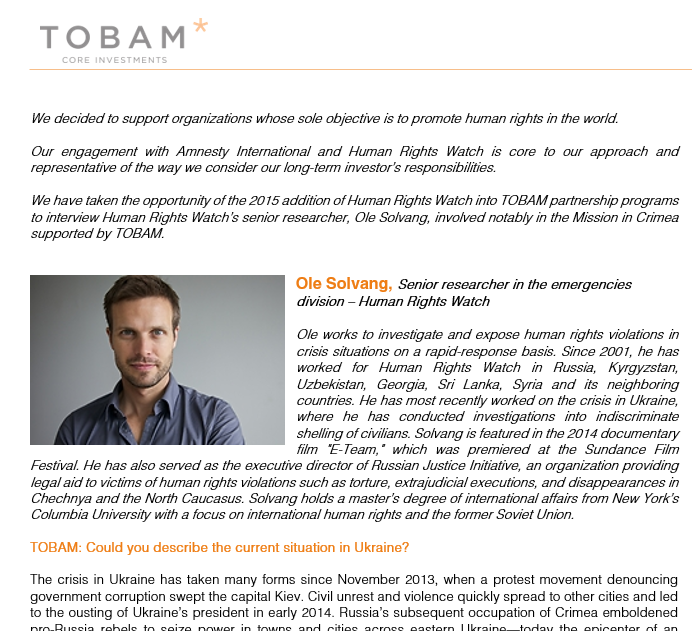 TOBAM*
CORE INVESTMENTS
We decided to support organizations whose sole objective is to promote human rights in the world.
Our engagement with Amnesty International and Human Rights Watch is core to our approach and
representative of the way we consider our long-term investor's responsibilities.
We have taken the opportunity of the 2015 addition of Human Rights Watch into TOBAM partnership programs
to interview Human Rights Watch's senior researcher, Ole Solvang, involved notably in the Mission in Crimea
supported by TOBAM.
Ole Solvang, Senior researcher in the emergencies
division – Human Rights Watch
Ole works to investigate and expose human rights violations in
crisis situations on a rapid-response basis. Since 2001, he has
worked for Human Rights Watch in Russia, Kyrgyzstan,
Uzbekistan, Georgia, Sri Lanka, Syria and its neighboring
countries. He has most recently worked on the crisis in Ukraine,
where he has conducted investigations into indiscriminate
shelling of civilians. Solvang is featured in the 2014 documentary
film "E-Team," which was premiered at the Sundance Film
Festival. He has also served as the executive director of Russian Justice Initiative, an organization providing
legal aid to victims of human rights violations such as torture, extrajudicial executions, and disappearances in
Chechnya and the North Caucasus. Solvang holds a master's degree of international affairs from New York's
Columbia University with a focus on international human rights and the former Soviet Union.
TOBAM: Could you describe the current situation in Ukraine?
The crisis in Ukraine has taken many forms since November 2013, when a protest movement denouncing
government corruption swept the capital Kiev. Civil unrest and violence quickly spread to other cities and led
to the ousting of Ukraine's president in early 2014. Russia's subsequent occupation of Crimea emboldened
pro-Russia rebels to seize power in towns and cities across eastern Ukraine—today the epicenter of an